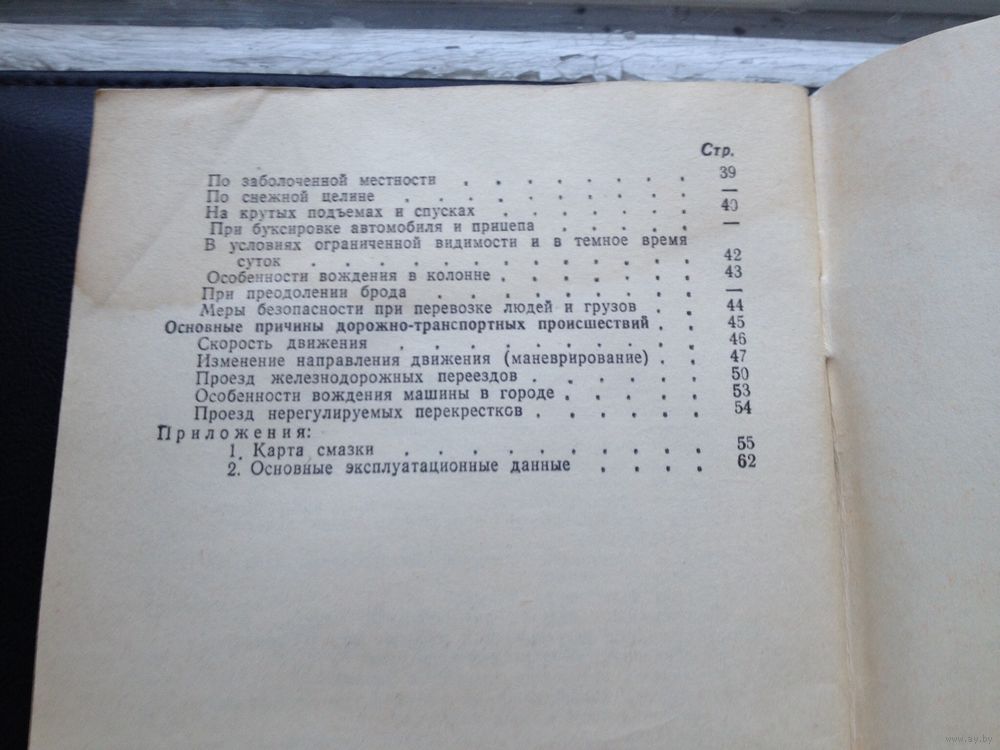 Стр.
По заболоченной местности . . . . . . . . 39
По снежной целине . . . . . . . . . —
На крутых подъемах и спусках . . . . . . 40
При буксировке автомобиля и прицепа . . . . . —
В условиях ограниченной видимости и в темное время
суток . . . . . . . . . . . . 42
Особенности вождения в колонне . . . . . . 43
При преодолении брода . . . . . . . . —
Меры безопасности при перевозке людей и грузов . . 44
Основные причины дорожно-транспортных происшествий . . 45
Скорость движения . . . . . . . . . 46
Изменение направления движения (маневрирование) . . 47
Проезд железнодорожных переездов . . . . . 50
Особенности вождения машины в городе . . . . 53
Проезд нерегулируемых перекрестков . . . . . 54
Приложения:
1. Карта смазки . . . . . . . . . 55
2. Основные эксплуатационные данные . . . . 62
www.ay.by